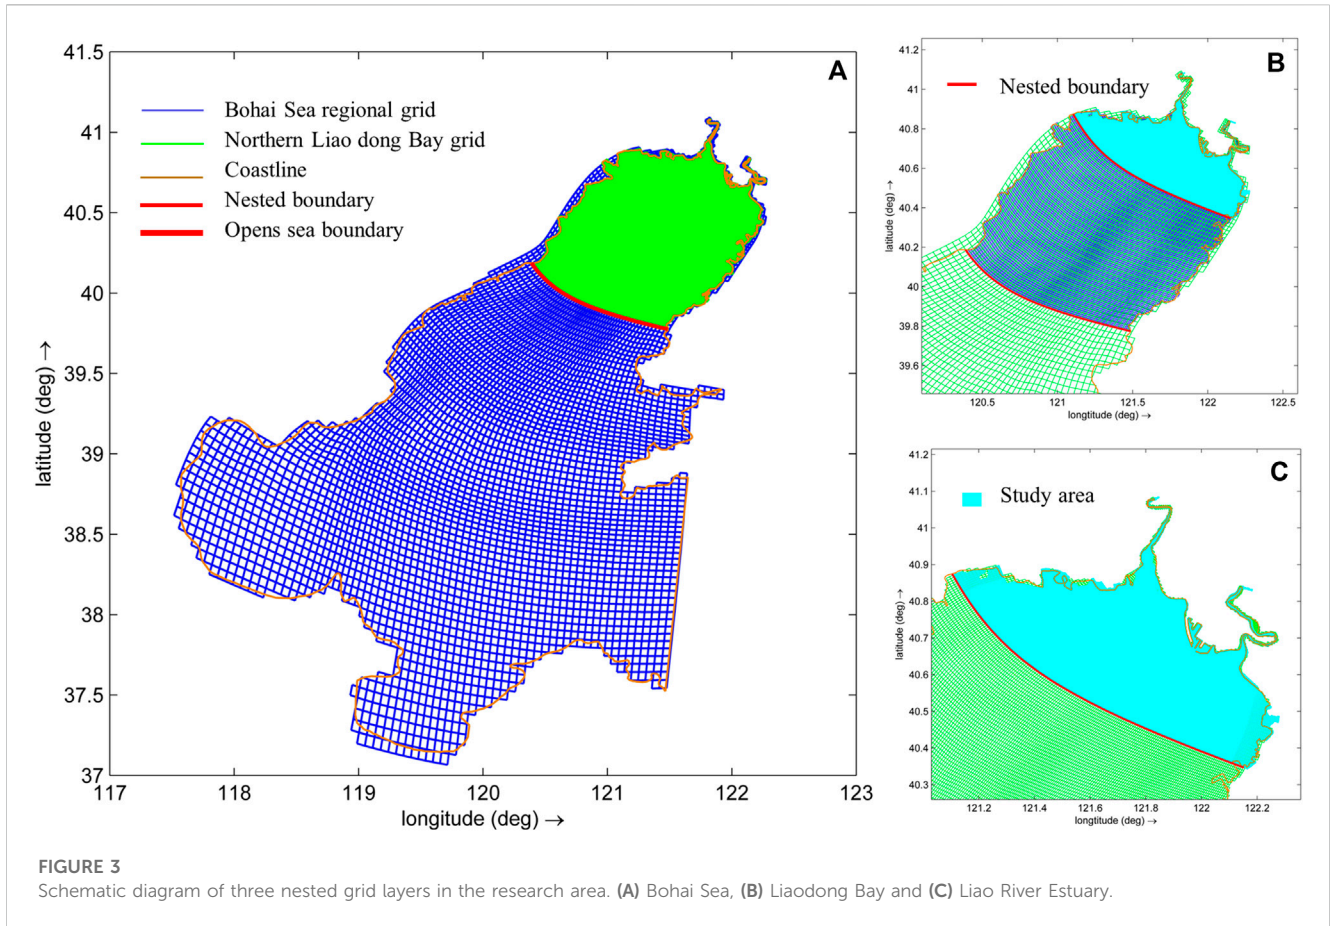 A
Bohai Sea regional grid
Northern Liao dong Bay grid
Coastline
Nested boundary
Opens sea boundary
41.5
41
40.5
40
39.5
39
38.5
38
37.5
37
latitude (deg) →
117 118 119 120 121 122 123
longitude (deg) →
B
Nested boundary
41.2
41
40.8
40.6
40.4
40.2
40
39.8
39.6
latitude (deg) →
120.5 121 121.5 122 122.5
longtitude (deg) →
C
Study area
41.2
41.1
41
40.9
40.8
40.7
40.6
40.5
40.4
40.3
latitude (deg) →
121.2 121.4 121.6 121.8 122 122.2
longtitude (deg) →
FIGURE 3
Schematic diagram of three nested grid layers in the research area. (A) Bohai Sea, (B) Liaodong Bay and (C) Liao River Estuary.